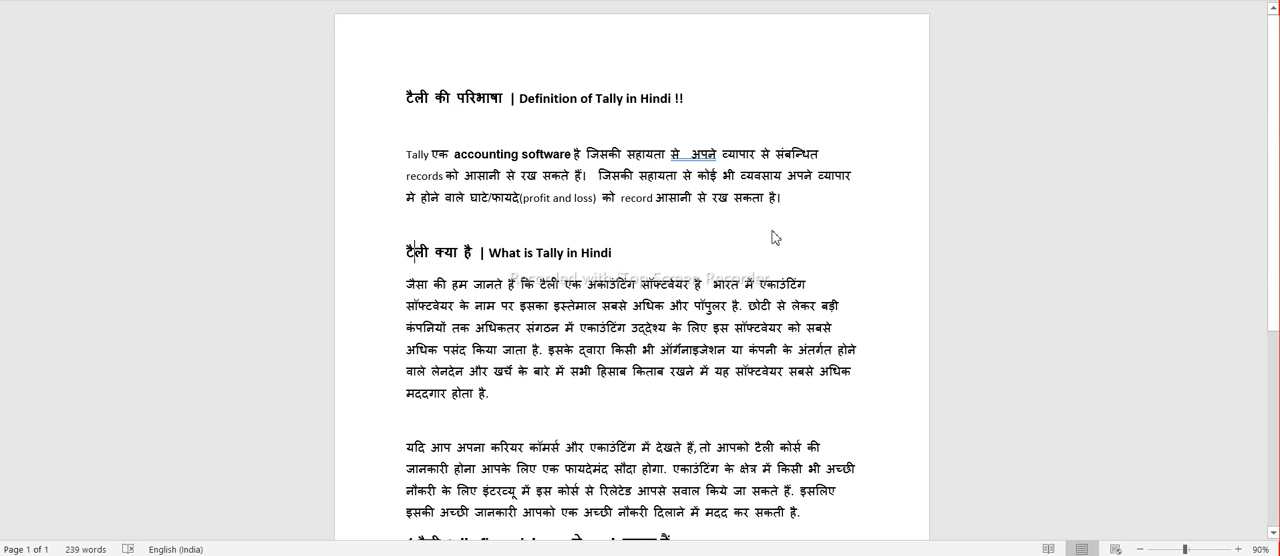 टैली की परिभाषा | Definition of Tally in Hindi !!
Tally एक accounting software है जिसकी सहायता से अपने व्यापार से संबन्धित
records को आसानी से रख सकते हैं। जिसकी सहायता से कोई भी व्यवसाय अपने व्यापार
मे होने वाले घाटे/फायदे(profit and loss) को record आसानी से रख सकता है।
टैली क्या है | What is Tally in Hindi
Recorded with iTop Screen Recorder
जैसा की हम जानते हैं कि टैली एक अकाउंटिंग सॉफ्टवेयर है भारत में एकाउंटिंग
सॉफ्टवेयर के नाम पर इसका इस्तेमाल सबसे अधिक और पॉपुलर है. छोटी से लेकर बड़ी
कंपनियों तक अधिकतर संगठन में एकाउंटिंग उद्देश्य के लिए इस सॉफ्टवेयर को सबसे
अधिक पसंद किया जाता है. इसके द्वारा किसी भी ऑर्गनाइजेशन या कंपनी के अंतर्गत होने
वाले लेनदेन और खर्चे के बारे में सभी हिसाब किताब रखने में यह सॉफ्टवेयर सबसे अधिक
मददगार होता है.
यदि आप अपना करियर कॉमर्स और एकाउंटिंग में देखते हैं,तो आपको टैली कोर्स की
जानकारी होना आपके लिए एक फायदेमंद सौदा होगा. एकाउंटिंग के क्षेत्र में किसी भी अच्छी
नौकरी के लिए इंटरव्यू में इस कोर्स से रिलेटेड आपसे सवाल किये जा सकते हैं. इसलिए
इसकी अच्छी जानकारी आपको एक अच्छी नौकरी दिलाने में मदद कर सकती है.
Page 1 of 1 239 words English (India) 90%